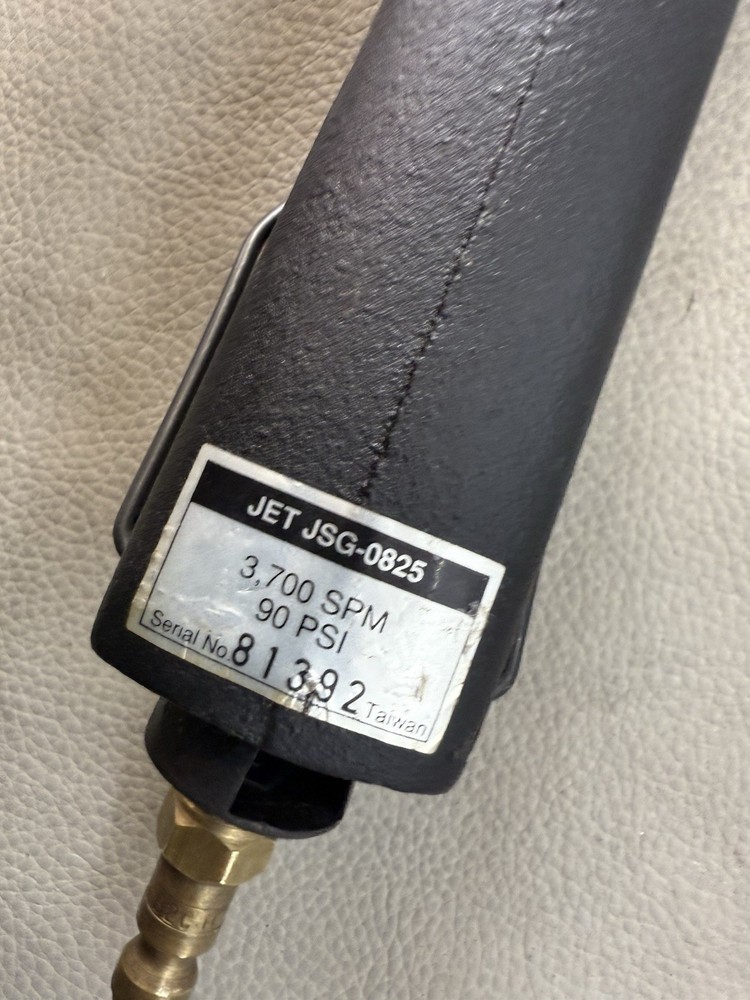 JET JSG-0825
3,700 SPM
90 PSI
Serial No. 81392 Taiwan